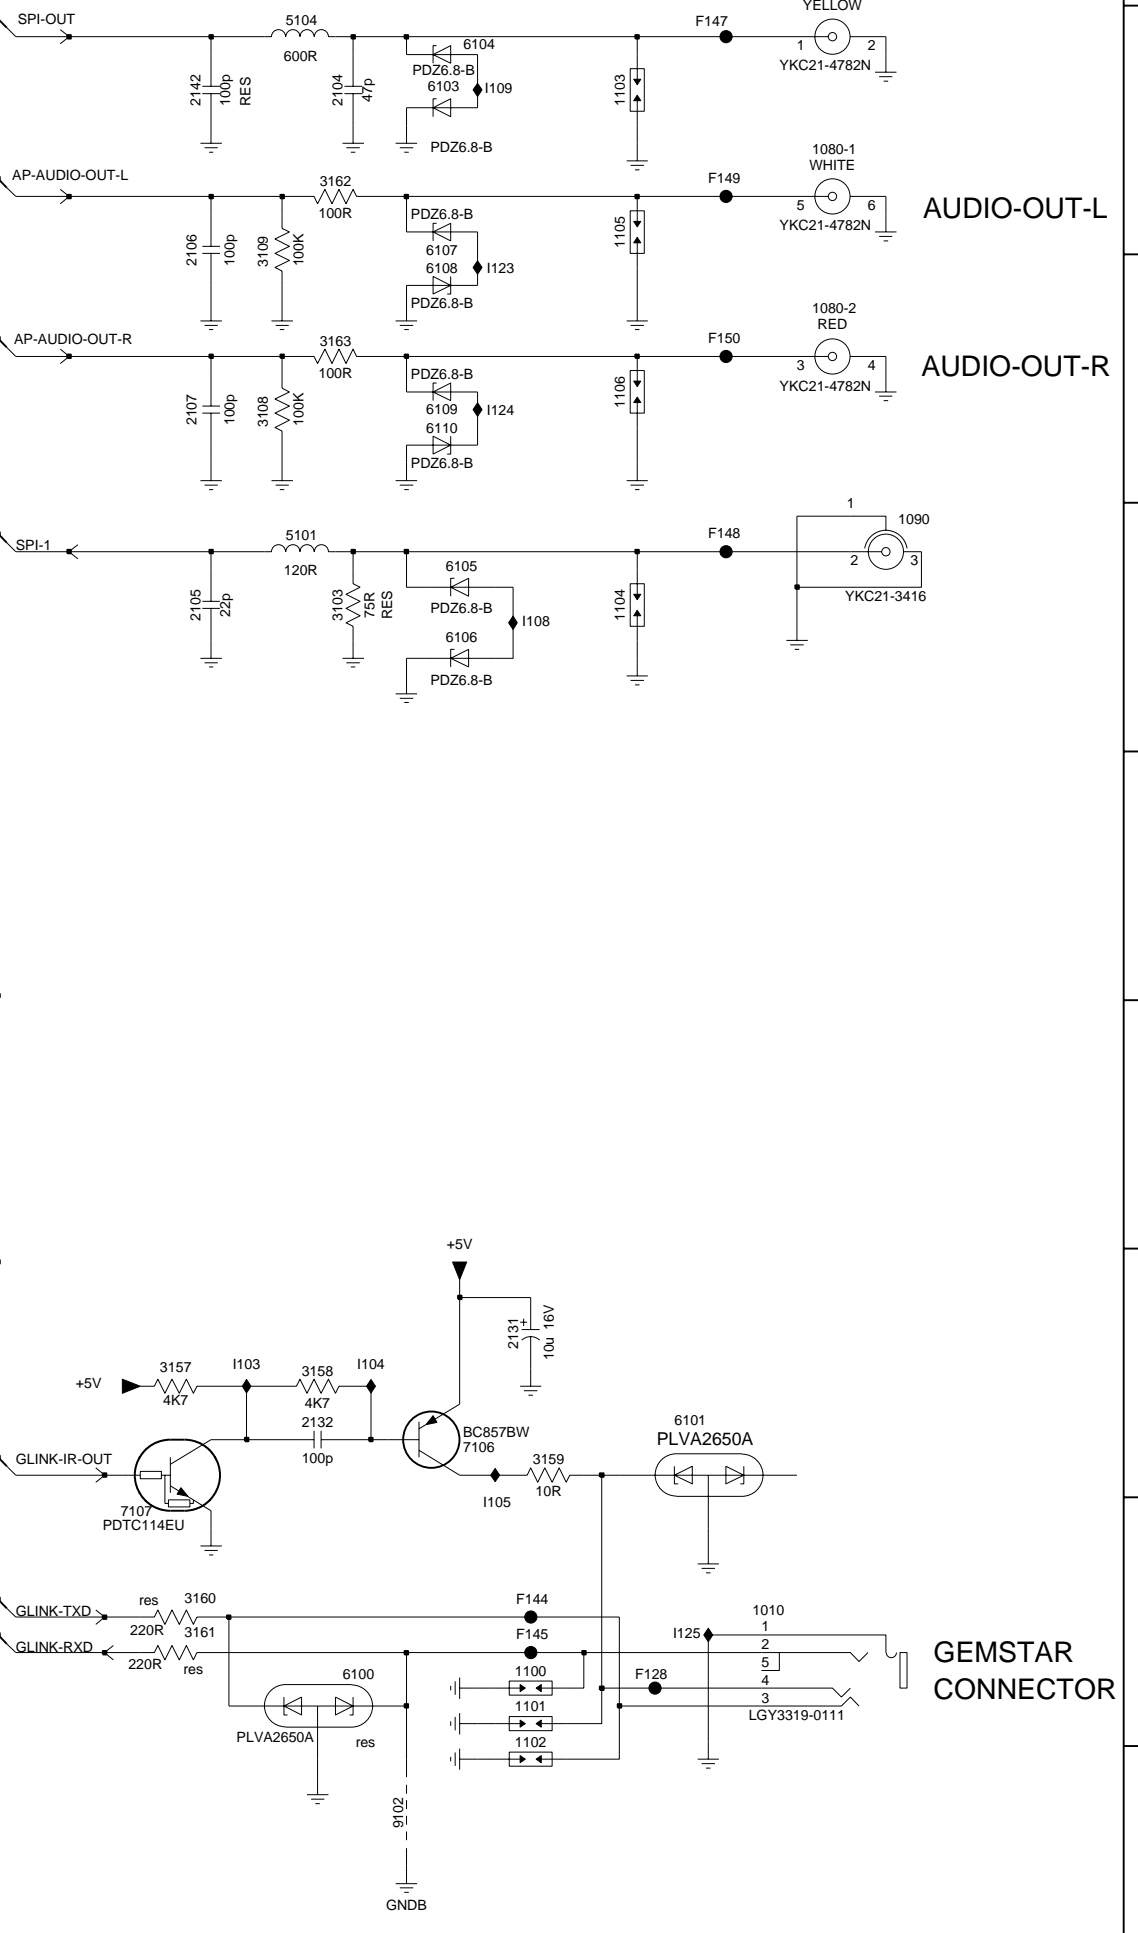 YELLOW
SPI-OUT
5104
600R
6104
PDZ6.8-B
6103
I109
PDZ6.8-B
F147
1 2
YKC21-4782N
2142
100p
RES
2104
47p
1103
AP-AUDIO-OUT-L
3162
100R
PDZ6.8-B
6107
6108
PDZ6.8-B
I123
F149
1080-1
WHITE
5 6
YKC21-4782N
AUDIO-OUT-L
2106
100p
3109
100K
1105
AP-AUDIO-OUT-R
3163
100R
PDZ6.8-B
6109
6110
PDZ6.8-B
I124
F150
1080-2
RED
3 4
YKC21-4782N
AUDIO-OUT-R
2107
100p
3108
100K
1106
SPI-1
5101
120R
6105
PDZ6.8-B
I108
6106
PDZ6.8-B
F148
1
1090
2 3
YKC21-3416
2105
22p
3103
75R
RES
1104
+5V
2131
+
10u 16V
+5V
3157
4K7
I103
3158
4K7
I104
2132
100p
BC857BW
7106
GLINK-IR-OUT
7107
PDTC114EU
I105
3159
10R
6101
PLVA2650A
GLINK-TXD
res
3160
220R
GLINK-RXD
3161
220R
res
F144
F145
6100
PLVA2650A
res
1100
1101
1102
F128
I125
1010
1
2
5
4
3
LGY3319-0111
GEMSTAR
CONNECTOR
9102
GNDB